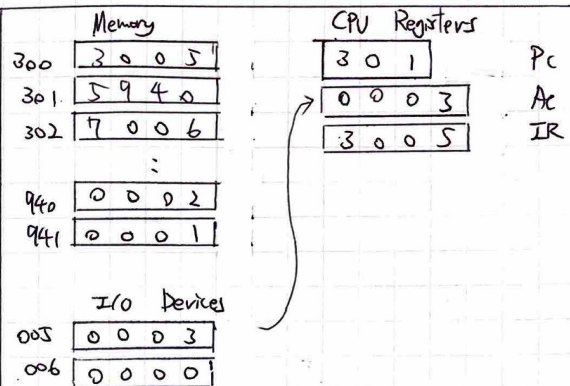 Memory
300 3 0 0 5
301 5 9 4 0
302 7 0 0 6
:
940 0 0 0 2
941 0 0 0 1
I/O Devices
005 0 0 0 3
006 0 0 0 0
CPU Registers
3 0 1 PC
0 0 0 3 AC
3 0 0 5 IR